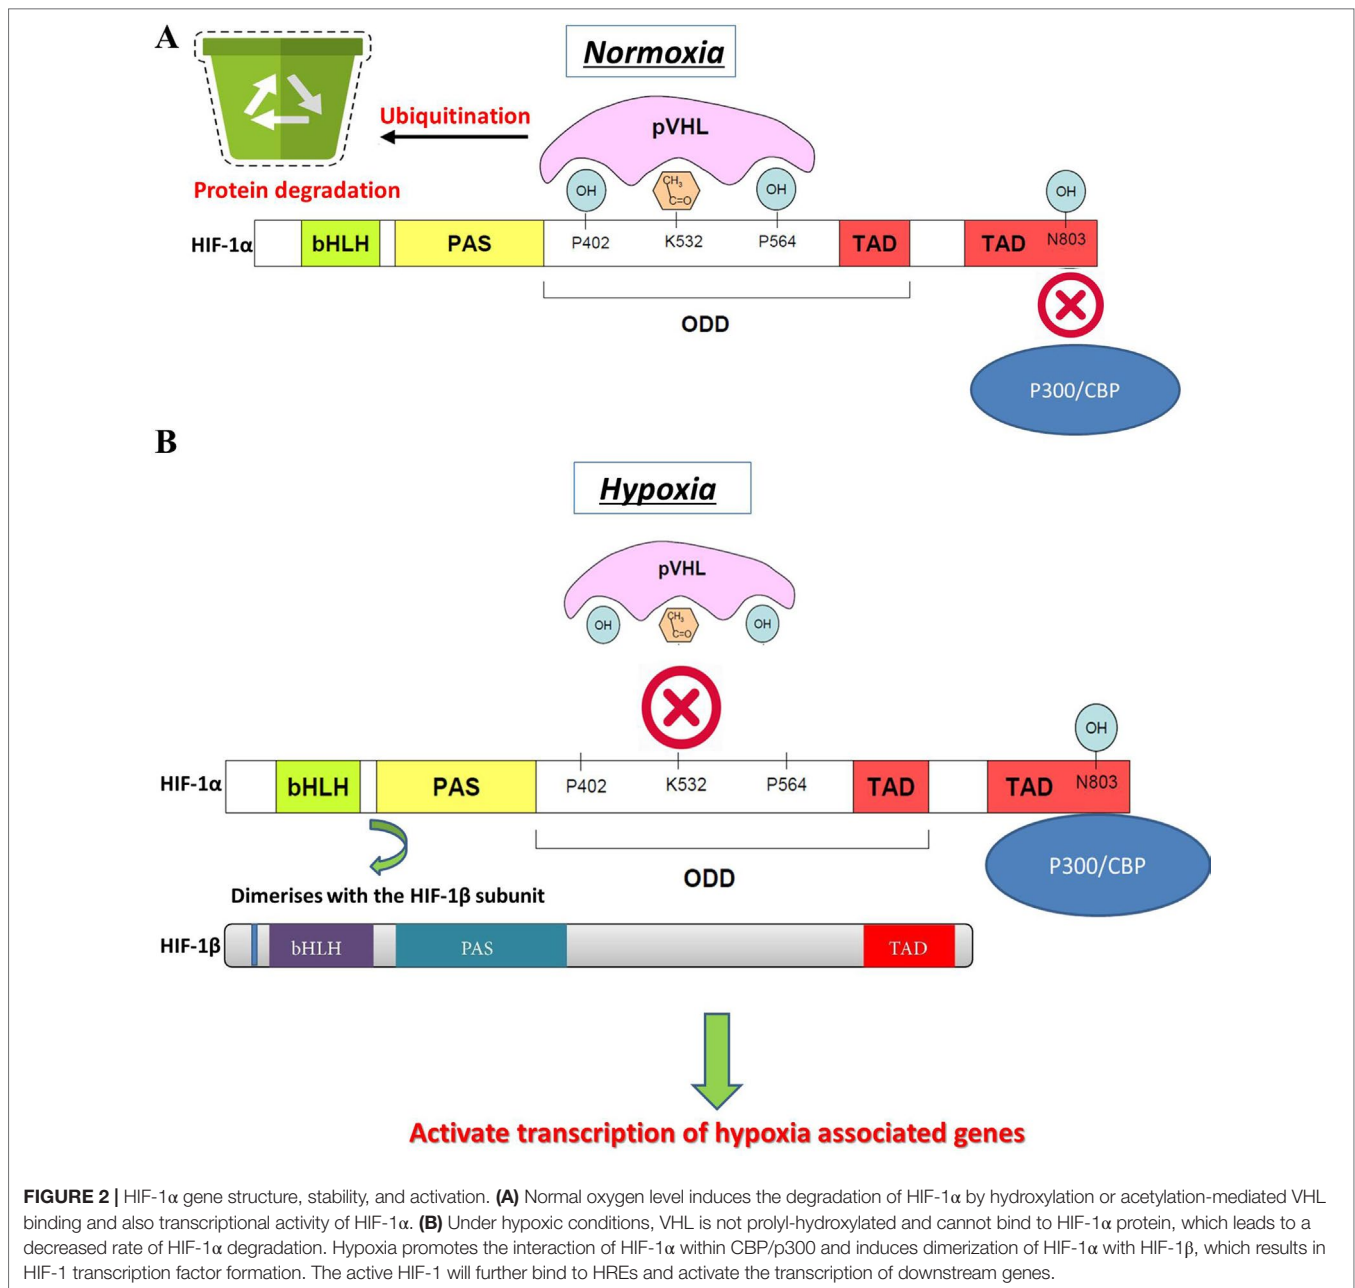 A
Normoxia
Ubiquitination
pVHL
OH
CH3
C=O
OH
OH
Protein degradation
HIF-1α
bHLH
PAS
P402
K532
P564
TAD
TAD
N803
ODD
P300/CBP
B
Hypoxia
pVHL
OH
CH3
C=O
OH
OH
HIF-1α
bHLH
PAS
P402
K532
P564
TAD
TAD
N803
P300/CBP
ODD
Dimerises with the HIF-1β subunit
HIF-1β
bHLH
PAS
TAD
Activate transcription of hypoxia associated genes
FIGURE 2 | HIF-1α gene structure, stability, and activation. (A) Normal oxygen level induces the degradation of HIF-1α by hydroxylation or acetylation-mediated VHL
binding and also transcriptional activity of HIF-1α. (B) Under hypoxic conditions, VHL is not prolyl-hydroxylated and cannot bind to HIF-1α protein, which leads to a
decreased rate of HIF-1α degradation. Hypoxia promotes the interaction of HIF-1α within CBP/p300 and induces dimerization of HIF-1α with HIF-1β, which results in
HIF-1 transcription factor formation. The active HIF-1 will further bind to HREs and activate the transcription of downstream genes.